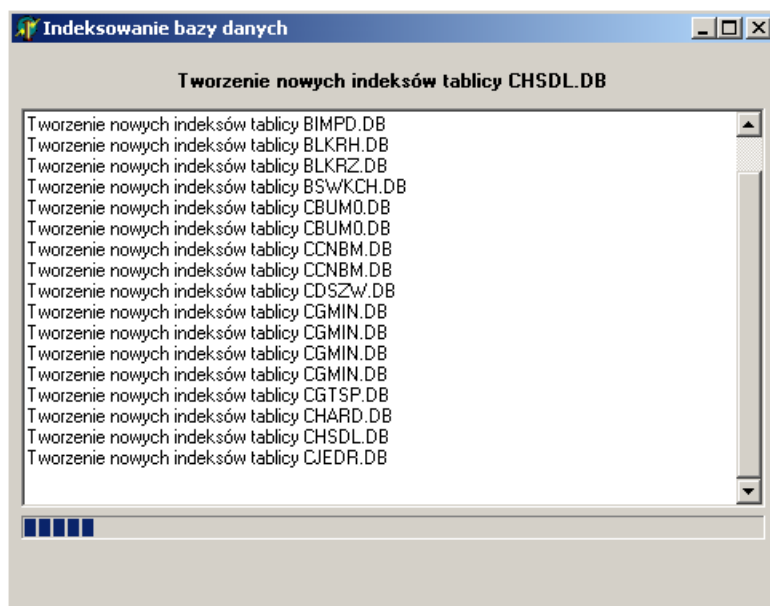 Indeksowanie bazy danych
Tworzenie nowych indeksów tablicy CHSDL.DB
Tworzenie nowych indeksów tablicy BIMPD.DB
Tworzenie nowych indeksów tablicy BLKRH.DB
Tworzenie nowych indeksów tablicy BLKRZ.DB
Tworzenie nowych indeksów tablicy BSWKCH.DB
Tworzenie nowych indeksów tablicy CBUM0.DB
Tworzenie nowych indeksów tablicy CBUM0.DB
Tworzenie nowych indeksów tablicy CCNBM.DB
Tworzenie nowych indeksów tablicy CCNBM.DB
Tworzenie nowych indeksów tablicy CDSZW.DB
Tworzenie nowych indeksów tablicy CGMIN.DB
Tworzenie nowych indeksów tablicy CGMIN.DB
Tworzenie nowych indeksów tablicy CGMIN.DB
Tworzenie nowych indeksów tablicy CGMIN.DB
Tworzenie nowych indeksów tablicy CGTSP.DB
Tworzenie nowych indeksów tablicy CHARD.DB
Tworzenie nowych indeksów tablicy CHSDL.DB
Tworzenie nowych indeksów tablicy CJEDR.DB